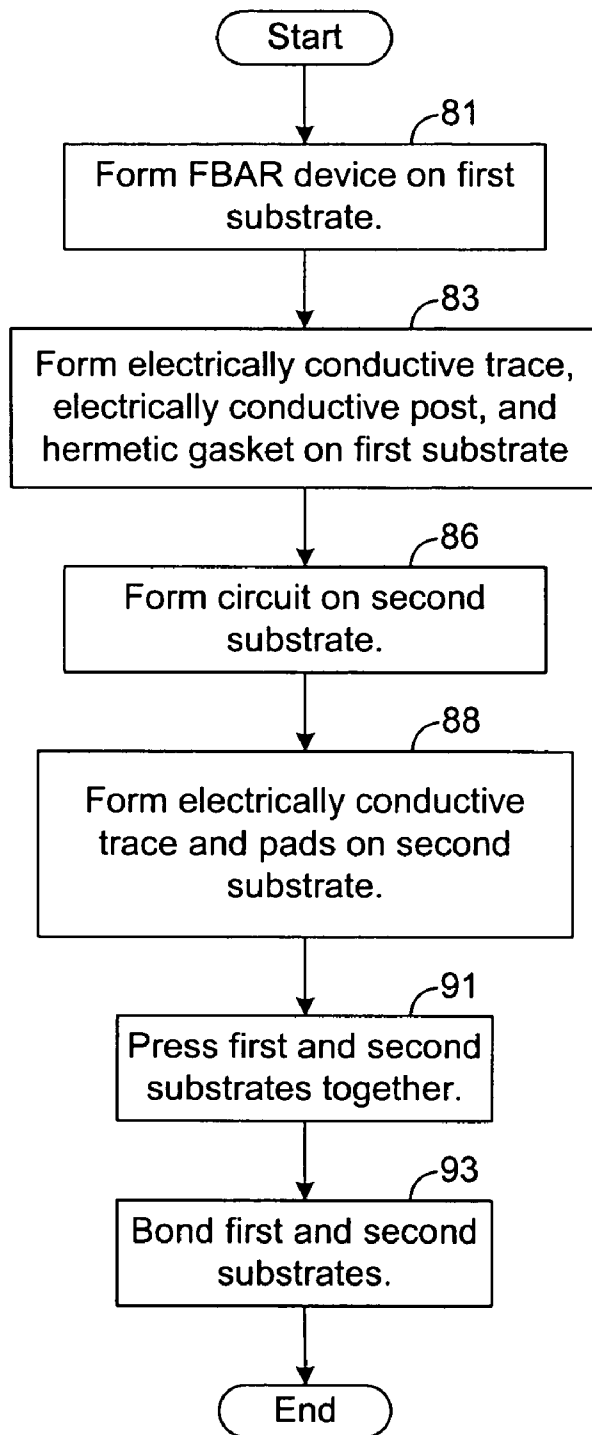 Start
81
Form FBAR device on first
substrate.
83
Form electrically conductive trace,
electrically conductive post, and
hermetic gasket on first substrate
86
Form circuit on second
substrate.
88
Form electrically conductive
trace and pads on second
substrate.
91
Press first and second
substrates together.
93
Bond first and second
substrates.
End